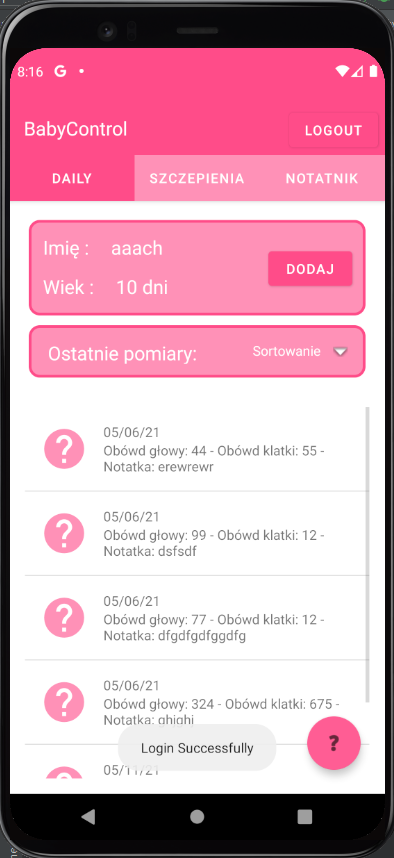 8:16 G
BabyControl
LOGOUT
DAILY SZCZEPIENIA NOTATNIK
Imię : aaach
DODAJ
Wiek : 10 dni
Ostatnie pomiary: Sortowanie
05/06/21
Obówd głowy: 44 - Obówd klatki: 55 -
Notatka: erewrewr
05/06/21
Obówd głowy: 99 - Obówd klatki: 12 -
Notatka: dsfsdf
05/06/21
Obówd głowy: 77 - Obówd klatki: 12 -
Notatka: dfgdfgdfggdfg
05/06/21
Obówd głowy: 324 - Obówd klatki: 675 -
Notatka: ghjghj
Login Successfully
?
05/11/21